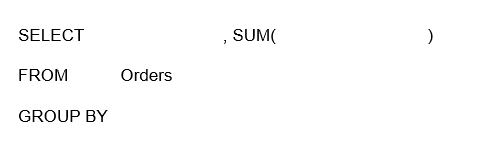 SELECT , SUM( )
FROM Orders
GROUP BY